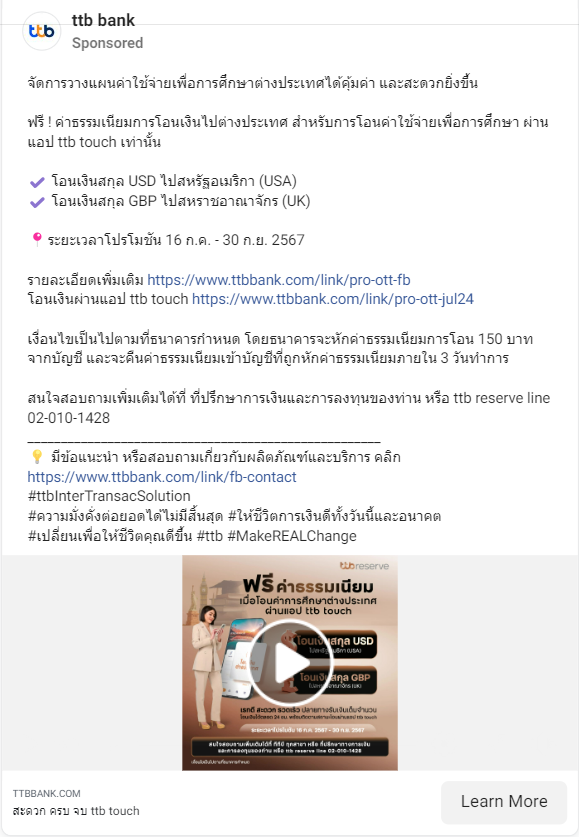 ttb bank
Sponsored
จัดการวางแผนค่าใช้จ่ายเพื่อการศึกษาต่างประเทศได้คุ้มค่า และสะดวกยิ่งขึ้น
ฟรี ! ค่าธรรมเนียมการโอนเงินไปต่างประเทศ สำหรับการโอนค่าใช้จ่ายเพื่อการศึกษา ผ่าน
แอป ttb touch เท่านั้น
โอนเงินสกุล USD ไปสหรัฐอเมริกา (USA)
โอนเงินสกุล GBP ไปสหราชอาณาจักร (UK)
ระยะเวลาโปรโมชัน 16 ก.ค. - 30 ก.ย. 2567
รายละเอียดเพิ่มเติม https://www.ttbbank.com/link/pro-ott-fb
โอนเงินผ่านแอป ttb touch https://www.ttbbank.com/link/pro-ott-jul24
เงื่อนไขเป็นไปตามที่ธนาคารกำหนด โดยธนาคารจะหักค่าธรรมเนียมการโอน 150 บาท
จากบัญชี และจะคืนค่าธรรมเนียมเข้าบัญชีที่ถูกหักค่าธรรมเนียมภายใน 3 วันทำการ
สนใจสอบถามเพิ่มเติมได้ที่ ที่ปรึกษาการเงินและการลงทุนของท่าน หรือ ttb reserve line
02-010-1428
มีข้อแนะนำ หรือสอบถามเกี่ยวกับผลิตภัณฑ์และบริการ คลิก
https://www.ttbbank.com/link/fb-contact
#ttbInterTransacSolution
#ความมั่งคั่งต่อยอดได้ไม่มีสิ้นสุด #ให้ชีวิตการเงินดีทั้งวันนี้และอนาคต
#เปลี่ยนเพื่อให้ชีวิตคุณดีขึ้น #ttb #MakeREALChange
ttb reserve
ฟรี ค่าธรรมเนียม
เมื่อโอนค่าการศึกษาต่างประเทศ
ผ่านแอป ttb touch
โอนเงินสกุล USD
โอนเงินสกุล GBP
ระยะเวลาโปรโมชัน 16 ก.ค. 2567 - 30 ก.ย. 2567
และการลงทุนของท่าน หรือ ttb reserve line 02-010-1428
TTBBANK.COM
สะดวก ครบ จบ ttb touch
Learn More